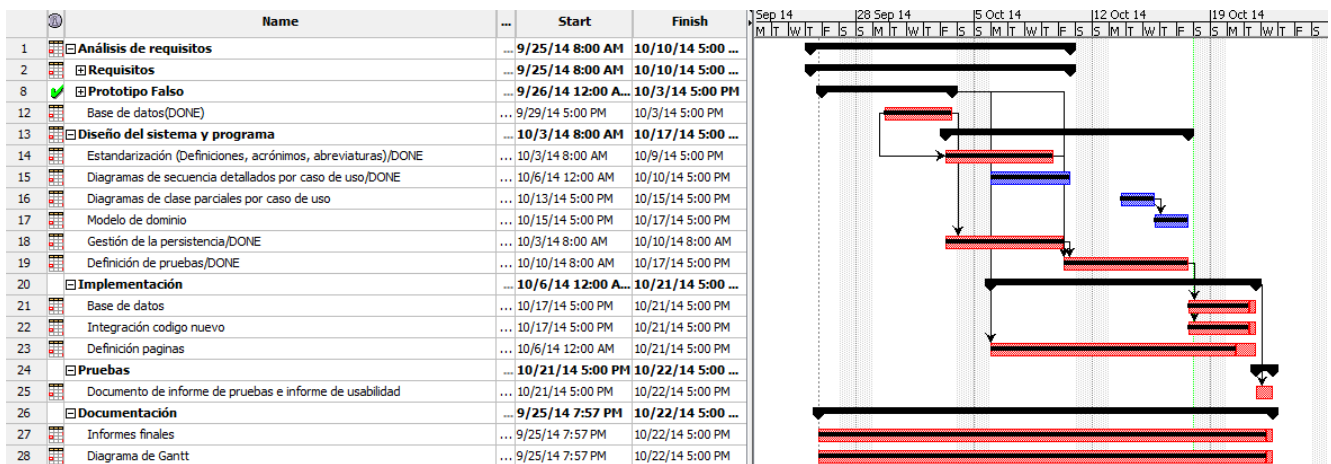 Name ... Start Finish Sep 14 28 Sep 14 5 Oct 14 12 Oct 14 19 Oct 14
M T W T F S S M T W T F S S M T W T F S S M T W T F S S M T W T F S
1 Análisis de requisitos ... 9/25/14 8:00 AM 10/10/14 5:00 ...
2 Requisitos ... 9/25/14 8:00 AM 10/10/14 5:00 ...
8 Prototipo Falso ... 9/26/14 12:00 A... 10/3/14 5:00 PM
12 Base de datos(DONE) ... 9/29/14 5:00 PM 10/3/14 5:00 PM
13 Diseño del sistema y programa ... 10/3/14 8:00 AM 10/17/14 5:00 ...
14 Estandarización (Definiciones, acrónimos, abreviaturas)/DONE ... 10/3/14 8:00 AM 10/9/14 5:00 PM
15 Diagramas de secuencia detallados por caso de uso/DONE ... 10/6/14 12:00 AM 10/10/14 5:00 PM
16 Diagramas de clase parciales por caso de uso ... 10/13/14 5:00 PM 10/15/14 5:00 PM
17 Modelo de dominio ... 10/15/14 5:00 PM 10/17/14 5:00 PM
18 Gestión de la persistencia/DONE ... 10/3/14 8:00 AM 10/10/14 8:00 AM
19 Definición de pruebas/DONE ... 10/10/14 8:00 AM 10/17/14 5:00 PM
20 Implementación ... 10/6/14 12:00 A... 10/21/14 5:00 ...
21 Base de datos ... 10/17/14 5:00 PM 10/21/14 5:00 PM
22 Integración codigo nuevo ... 10/17/14 5:00 PM 10/21/14 5:00 PM
23 Definición paginas ... 10/6/14 12:00 AM 10/21/14 5:00 PM
24 Pruebas ... 10/21/14 5:00 PM 10/22/14 5:00 ...
25 Documento de informe de pruebas e informe de usabilidad ... 10/21/14 5:00 PM 10/22/14 5:00 PM
26 Documentación ... 9/25/14 7:57 PM 10/22/14 5:00 ...
27 Informes finales ... 9/25/14 7:57 PM 10/22/14 5:00 PM
28 Diagrama de Gantt ... 9/25/14 7:57 PM 10/22/14 5:00 PM